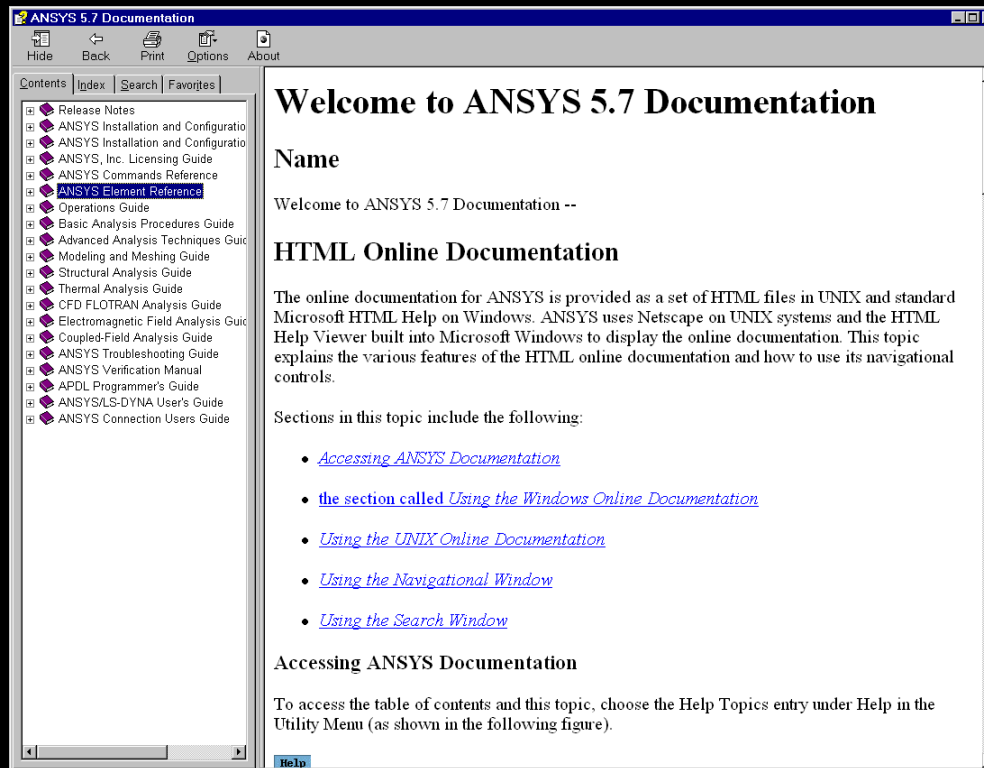 ANSYS 5.7 Documentation
Hide Back Print Options About
Contents Index Search Favorites
Release Notes
ANSYS Installation and Configuratio
ANSYS Installation and Configuratio
ANSYS, Inc. Licensing Guide
ANSYS Commands Reference
ANSYS Element Reference
Operations Guide
Basic Analysis Procedures Guide
Advanced Analysis Techniques Guid
Modeling and Meshing Guide
Structural Analysis Guide
Thermal Analysis Guide
CFD FLOTRAN Analysis Guide
Electromagnetic Field Analysis Guid
Coupled-Field Analysis Guide
ANSYS Troubleshooting Guide
ANSYS Verification Manual
APDL Programmer's Guide
ANSYS/LS-DYNA User's Guide
ANSYS Connection Users Guide
Welcome to ANSYS 5.7 Documentation
Name
Welcome to ANSYS 5.7 Documentation --
HTML Online Documentation
The online documentation for ANSYS is provided as a set of HTML files in UNIX and standard
Microsoft HTML Help on Windows. ANSYS uses Netscape on UNIX systems and the HTML
Help Viewer built into Microsoft Windows to display the online documentation. This topic
explains the various features of the HTML online documentation and how to use its navigational
controls.
Sections in this topic include the following:
Accessing ANSYS Documentation
the section called Using the Windows Online Documentation
Using the UNIX Online Documentation
Using the Navigational Window
Using the Search Window
Accessing ANSYS Documentation
To access the table of contents and this topic, choose the Help Topics entry under Help in the
Utility Menu (as shown in the following figure).
Help